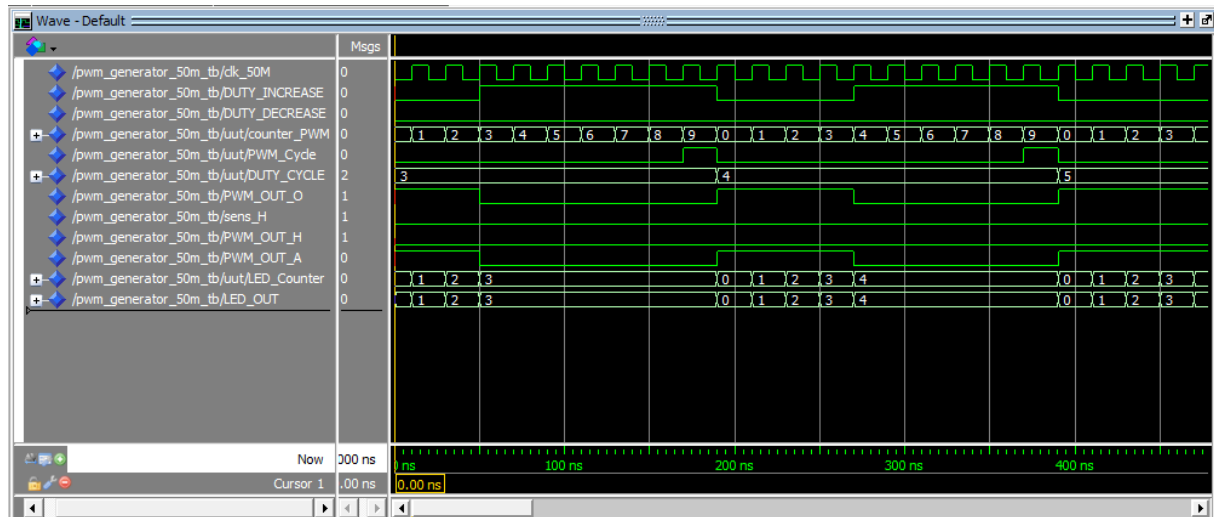 Wave - Default
Msgs
/pwm_generator_50m_tb/clk_50M 0
/pwm_generator_50m_tb/DUTY_INCREASE 0
/pwm_generator_50m_tb/DUTY_DECREASE 0
/pwm_generator_50m_tb/uut/counter_PWM 0 1 2 3 4 5 6 7 8 9 0 1 2 3 4 5 6 7 8 9 0 1 2 3
/pwm_generator_50m_tb/uut/PWM_Cycle 0
/pwm_generator_50m_tb/uut/DUTY_CYCLE 2 3 4 5
/pwm_generator_50m_tb/PWM_OUT_O 1
/pwm_generator_50m_tb/sens_H 1
/pwm_generator_50m_tb/PWM_OUT_H 1
/pwm_generator_50m_tb/PWM_OUT_A 0
/pwm_generator_50m_tb/uut/LED_Counter 0 1 2 3 0 1 2 3 4 0 1 2 3
/pwm_generator_50m_tb/LED_OUT 0 1 2 3 0 1 2 3 4 0 1 2 3
Now 000 ns ns 100 ns 200 ns 300 ns 400 ns
Cursor 1 .00 ns 0.00 ns